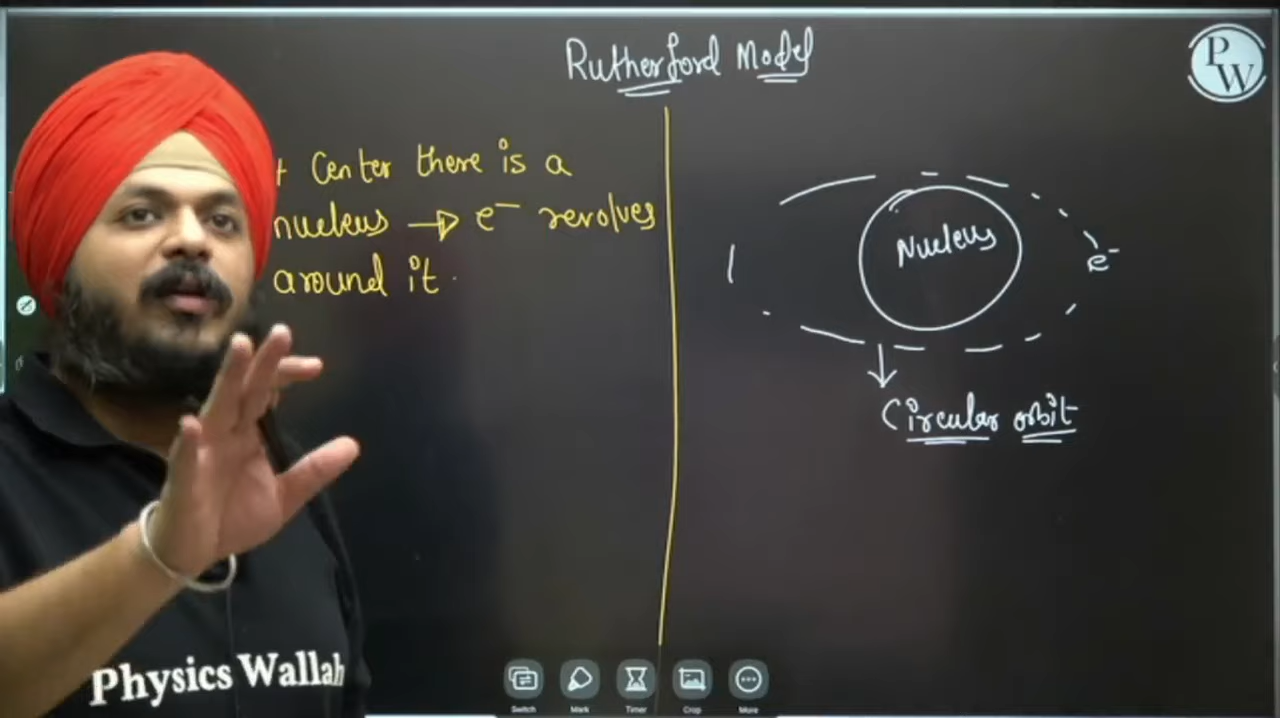 Rutherford Model
PW
Center there is a
nucleus → e⁻ revolves
around it.
Nucleus
e⁻
Circular orbit
Physics Wallah
Switch
Mark
Timer
Crop
More